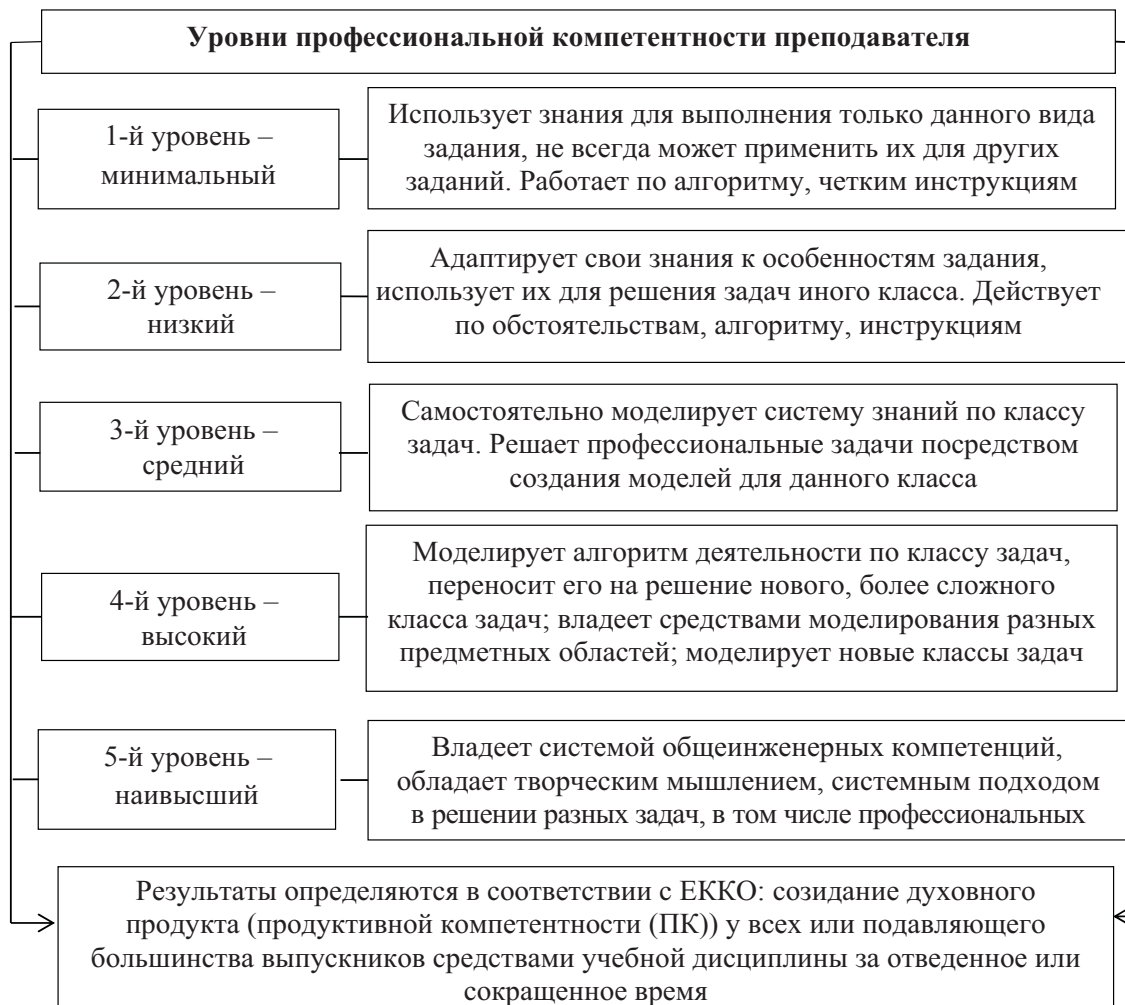 Уровни профессиональной компетентности преподавателя
1-й уровень –
минимальный
Использует знания для выполнения только данного вида
задания, не всегда может применить их для других
заданий. Работает по алгоритму, четким инструкциям
2-й уровень –
низкий
Адаптирует свои знания к особенностям задания,
использует их для решения задач иного класса. Действует
по обстоятельствам, алгоритму, инструкциям
3-й уровень –
средний
Самостоятельно моделирует систему знаний по классу
задач. Решает профессиональные задачи посредством
создания моделей для данного класса
4-й уровень –
высокий
Моделирует алгоритм деятельности по классу задач,
переносит его на решение нового, более сложного
класса задач; владеет средствами моделирования разных
предметных областей; моделирует новые классы задач
5-й уровень –
наивысший
Владеет системой общеинженерных компетенций,
обладает творческим мышлением, системным подходом
в решении разных задач, в том числе профессиональных
Результаты определяются в соответствии с ЕККО: созидание духовного
продукта (продуктивной компетентности (ПК)) у всех или подавляющего
большинства выпускников средствами учебной дисциплины за отведенное или
сокращенное время